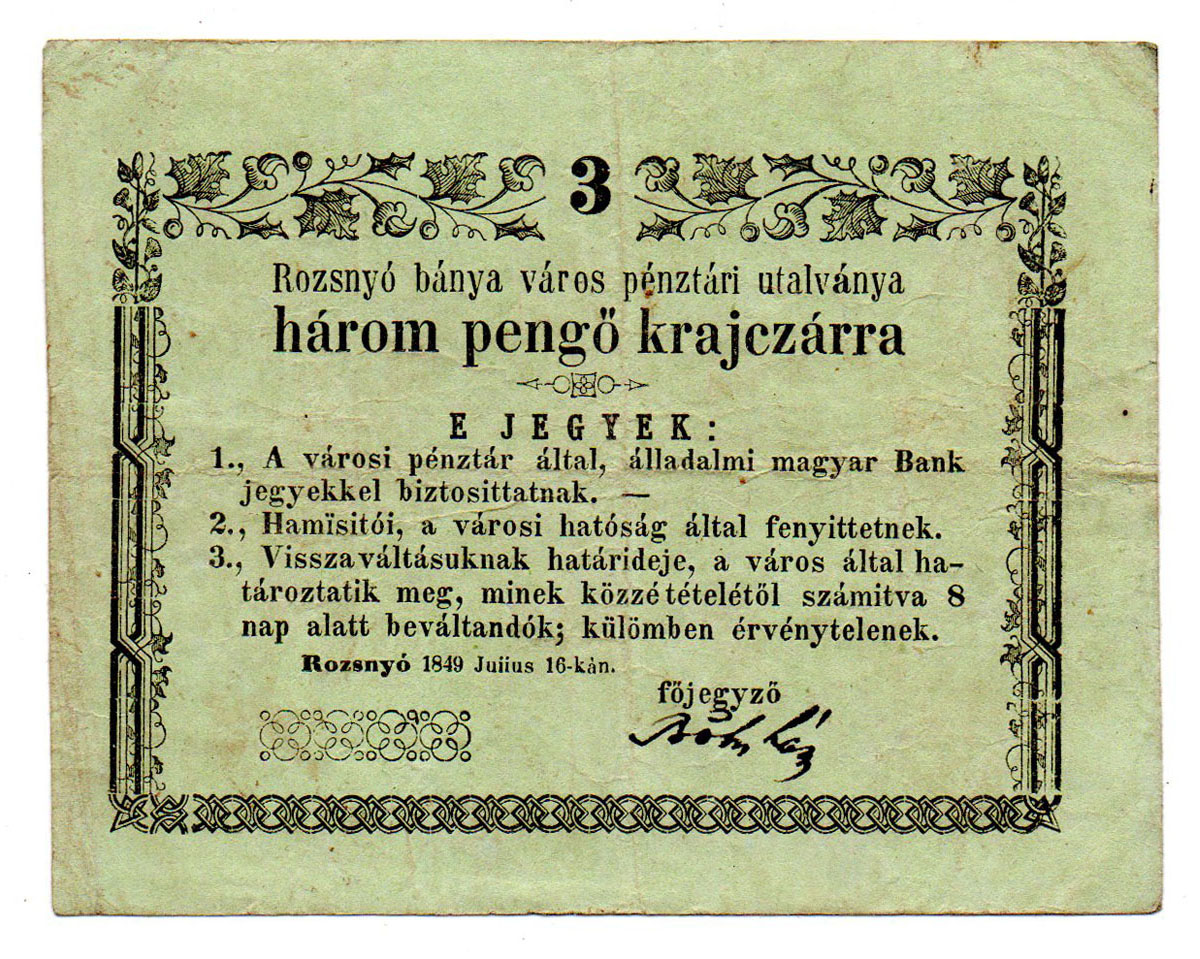 3
Rozsnyó bánya város pénztári utalványa
három pengő krajczárra
E JEGYEK:
1., A városi pénztár által, álladalmi magyar Bank
jegyekkel biztosittatnak. —
2., Hamïsitói, a városi hatóság által fenyittetnek.
3., Visszaváltásuknak határideje, a város által ha-
tároztatik meg, minek közzé tételétől számitva 8
nap alatt beváltandók; külömben érvénytelenek.
Rozsnyó 1849 Juiius 16-kán.
főjegyző